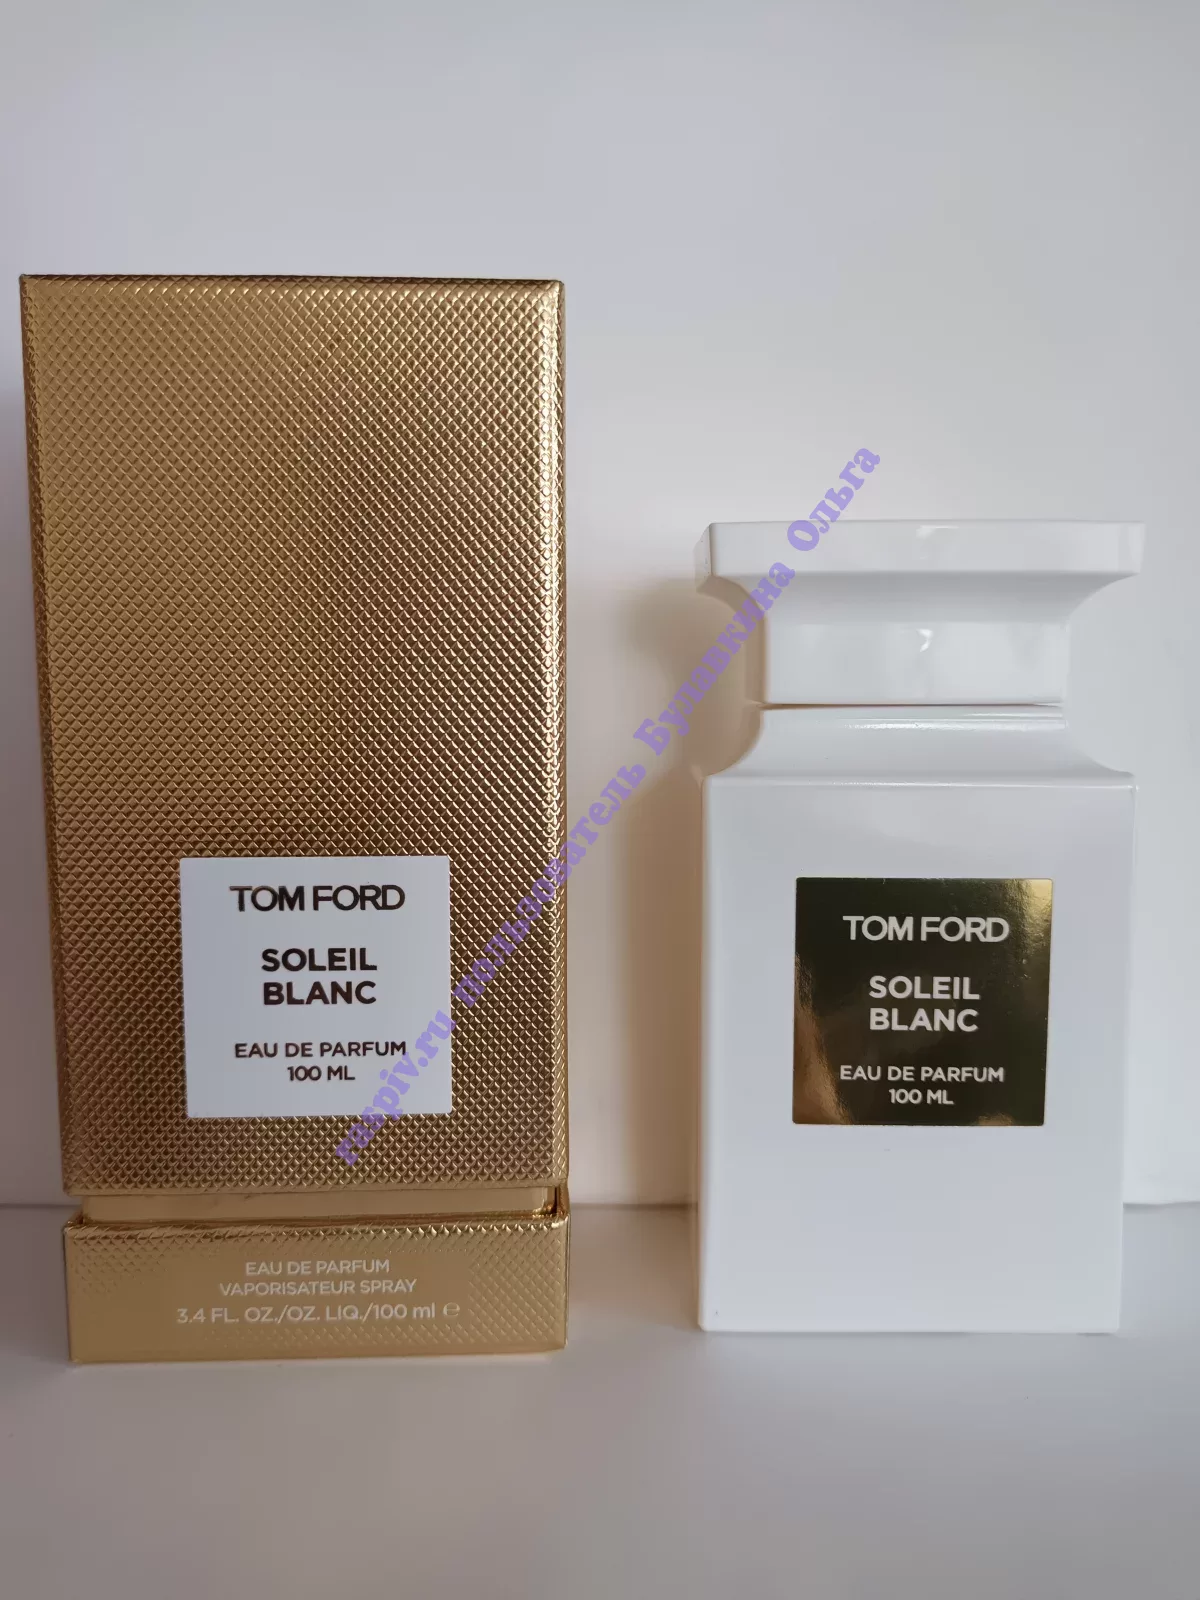 TOM FORD
SOLEIL
BLANC
EAU DE PARFUM
100 ML
EAU DE PARFUM
VAPORISATEUR SPRAY
3.4 FL. OZ./OZ. LIQ./100 ml ℮
TOM FORD
SOLEIL
BLANC
EAU DE PARFUM
100 ML
raspiv.ru пользователь Булавкина Ольга